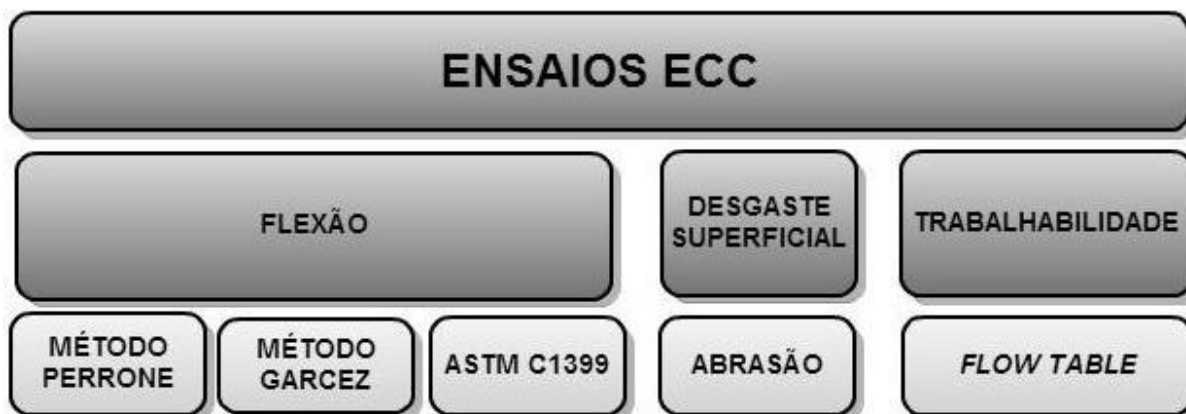 ENSAIOS ECC
FLEXÃO
DESGASTE
SUPERFICIAL
TRABALHABILIDADE
MÉTODO
PERRONE
MÉTODO
GARCEZ
ASTM C1399
ABRASÃO
FLOW TABLE